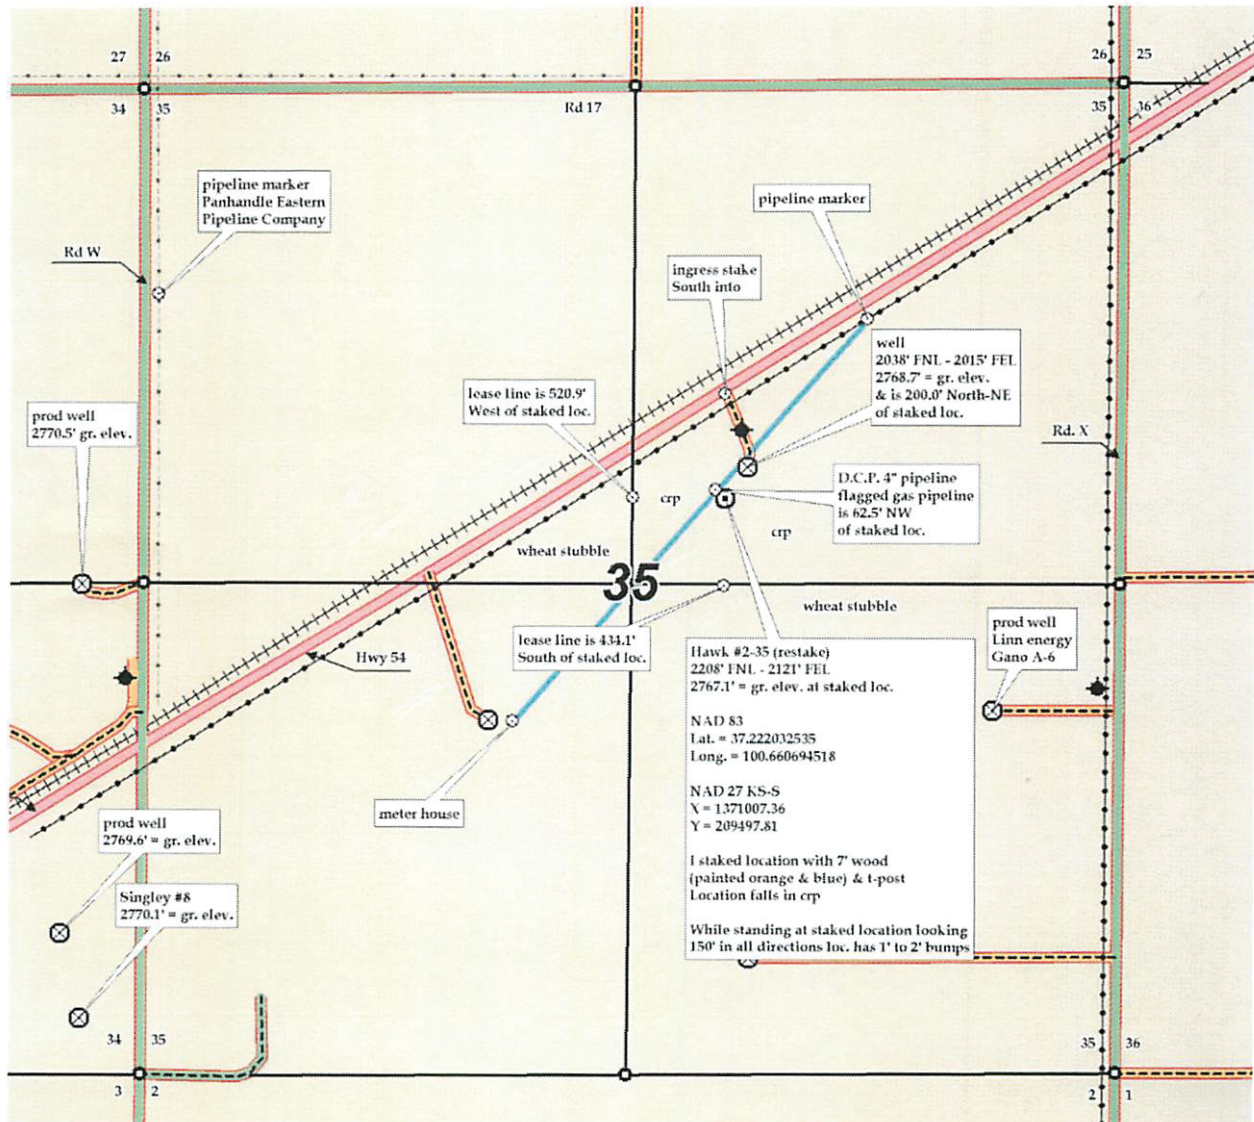 27
26
26
25
34
35
Rd 17
35
36
pipeline marker
Panhandle Eastern
Pipeline Company
pipeline marker
Rd W
ingress stake
South into
well
2038' FNL - 2015' FEL
2768.7' = gr. elev.
& is 200.0' North-NE
of staked loc.
lease line is 520.9'
West of staked loc.
prod well
2770.5' gr. elev.
Rd. X
D.C.P. 4" pipeline
flagged gas pipeline
is 62.5' NW
of staked loc.
crp
crp
wheat stubble
35
wheat stubble
lease line is 434.1'
South of staked loc.
Hwy 54
prod well
Linn energy
Gano A-6
Hawk #2-35 (restake)
2208' FNL - 2121' FEL
2767.1' = gr. elev. at staked loc.
NAD 83
Lat. = 37.222032535
Long. = 100.660694518
NAD 27 KS-S
X = 1371007.36
Y = 209497.81
I staked location with 7' wood
(painted orange & blue) & t-post
Location falls in crp
While standing at staked location looking
150' in all directions loc. has 1' to 2' bumps
meter house
prod well
2769.6' = gr. elev.
Singley #8
2770.1' = gr. elev.
34
35
35
36
3
2
2
1